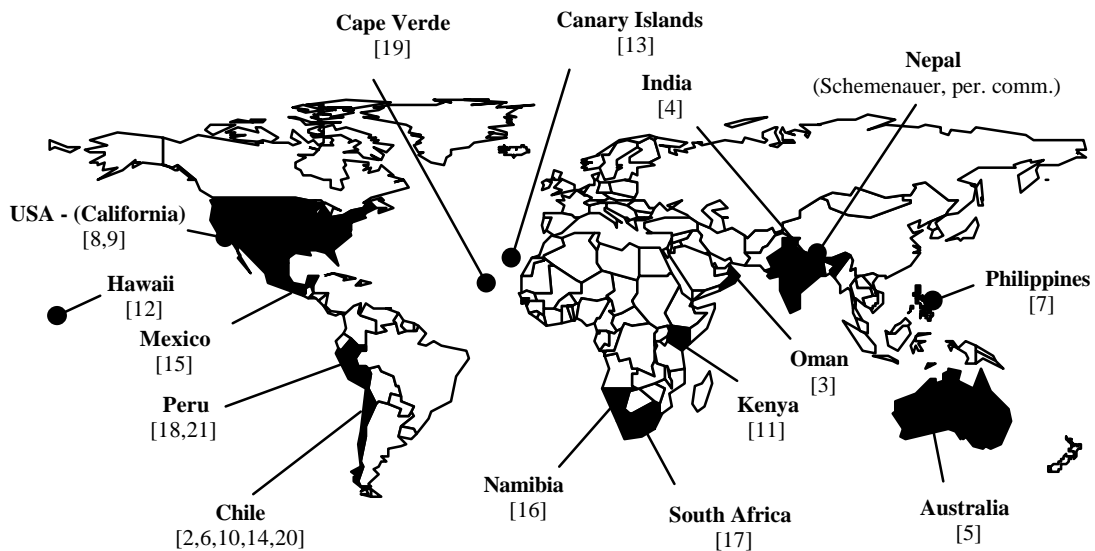 Cape Verde
[19]
Canary Islands
[13]
India
[4]
Nepal
(Schemenauer, per. comm.)
USA - (California)
[8,9]
Hawaii
[12]
Mexico
[15]
Peru
[18,21]
Chile
[2,6,10,14,20]
Namibia
[16]
South Africa
[17]
Kenya
[11]
Oman
[3]
Philippines
[7]
Australia
[5]